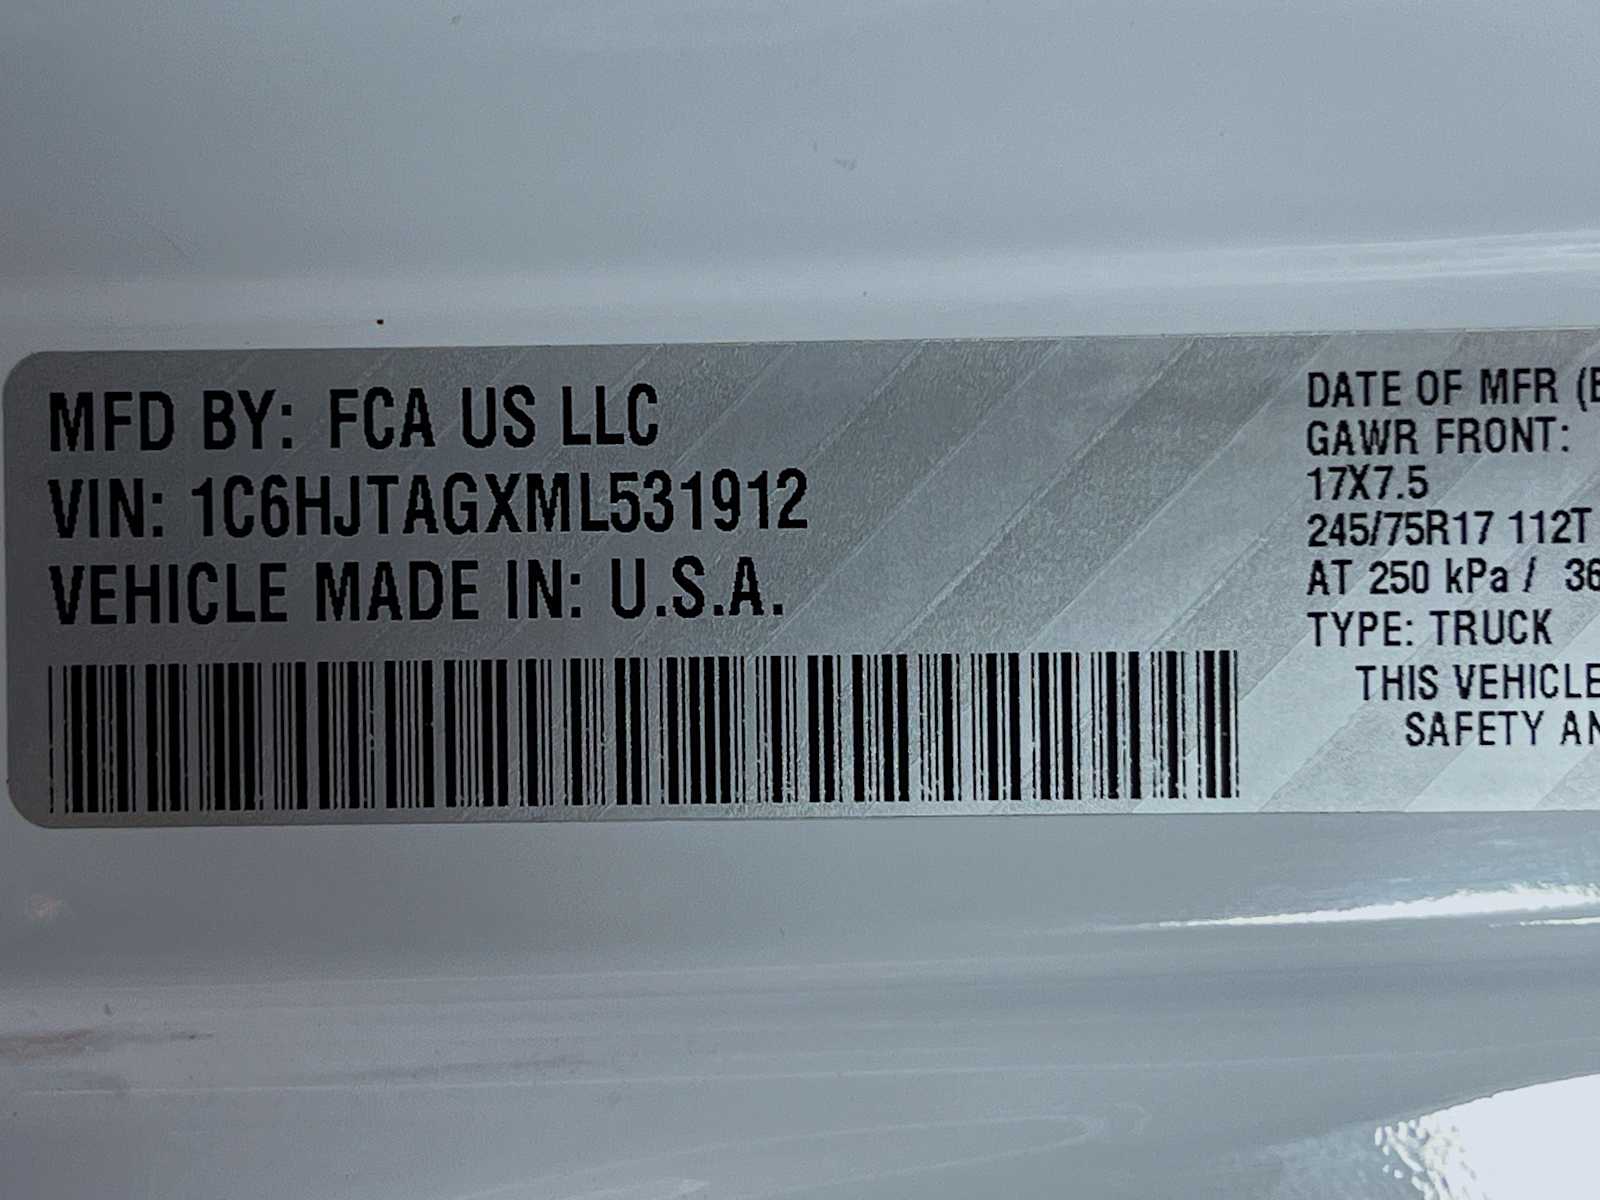 MFD BY: FCA US LLC
VIN: 1C6HJTAGXML531912
VEHICLE MADE IN: U.S.A.
DATE OF MFR
GAWR FRONT:
17X7.5
245/75R17 112T
AT 250 kPa / 36
TYPE: TRUCK
THIS VEHICLE
SAFETY